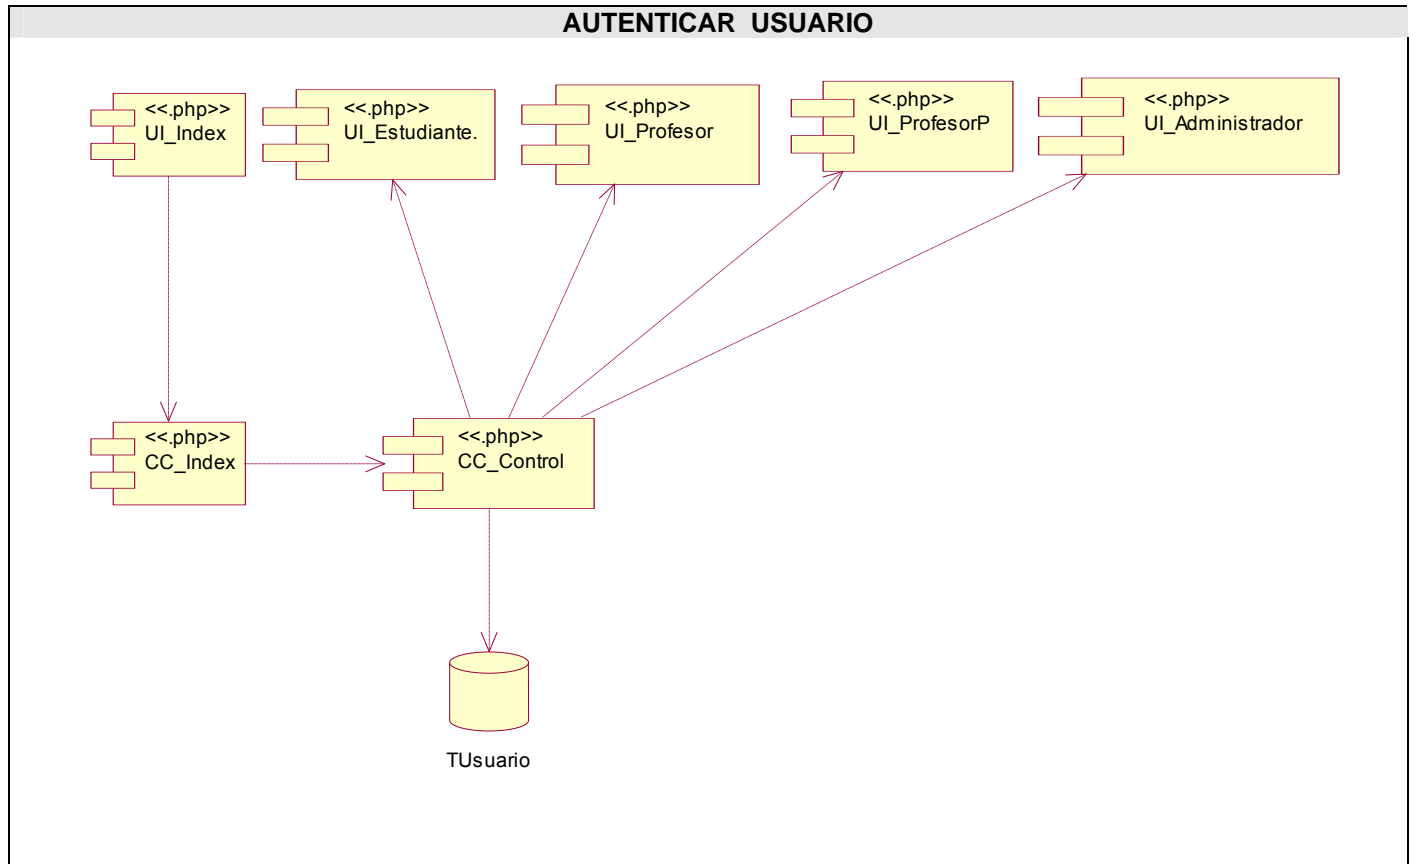 AUTENTICAR USUARIO
<<.php>>
UI_Index
<<.php>>
UI_Estudiante.
<<.php>>
UI_Profesor
<<.php>>
UI_ProfesorP
<<.php>>
UI_Administrador
<<.php>>
CC_Index
<<.php>>
CC_Control
TUsuario